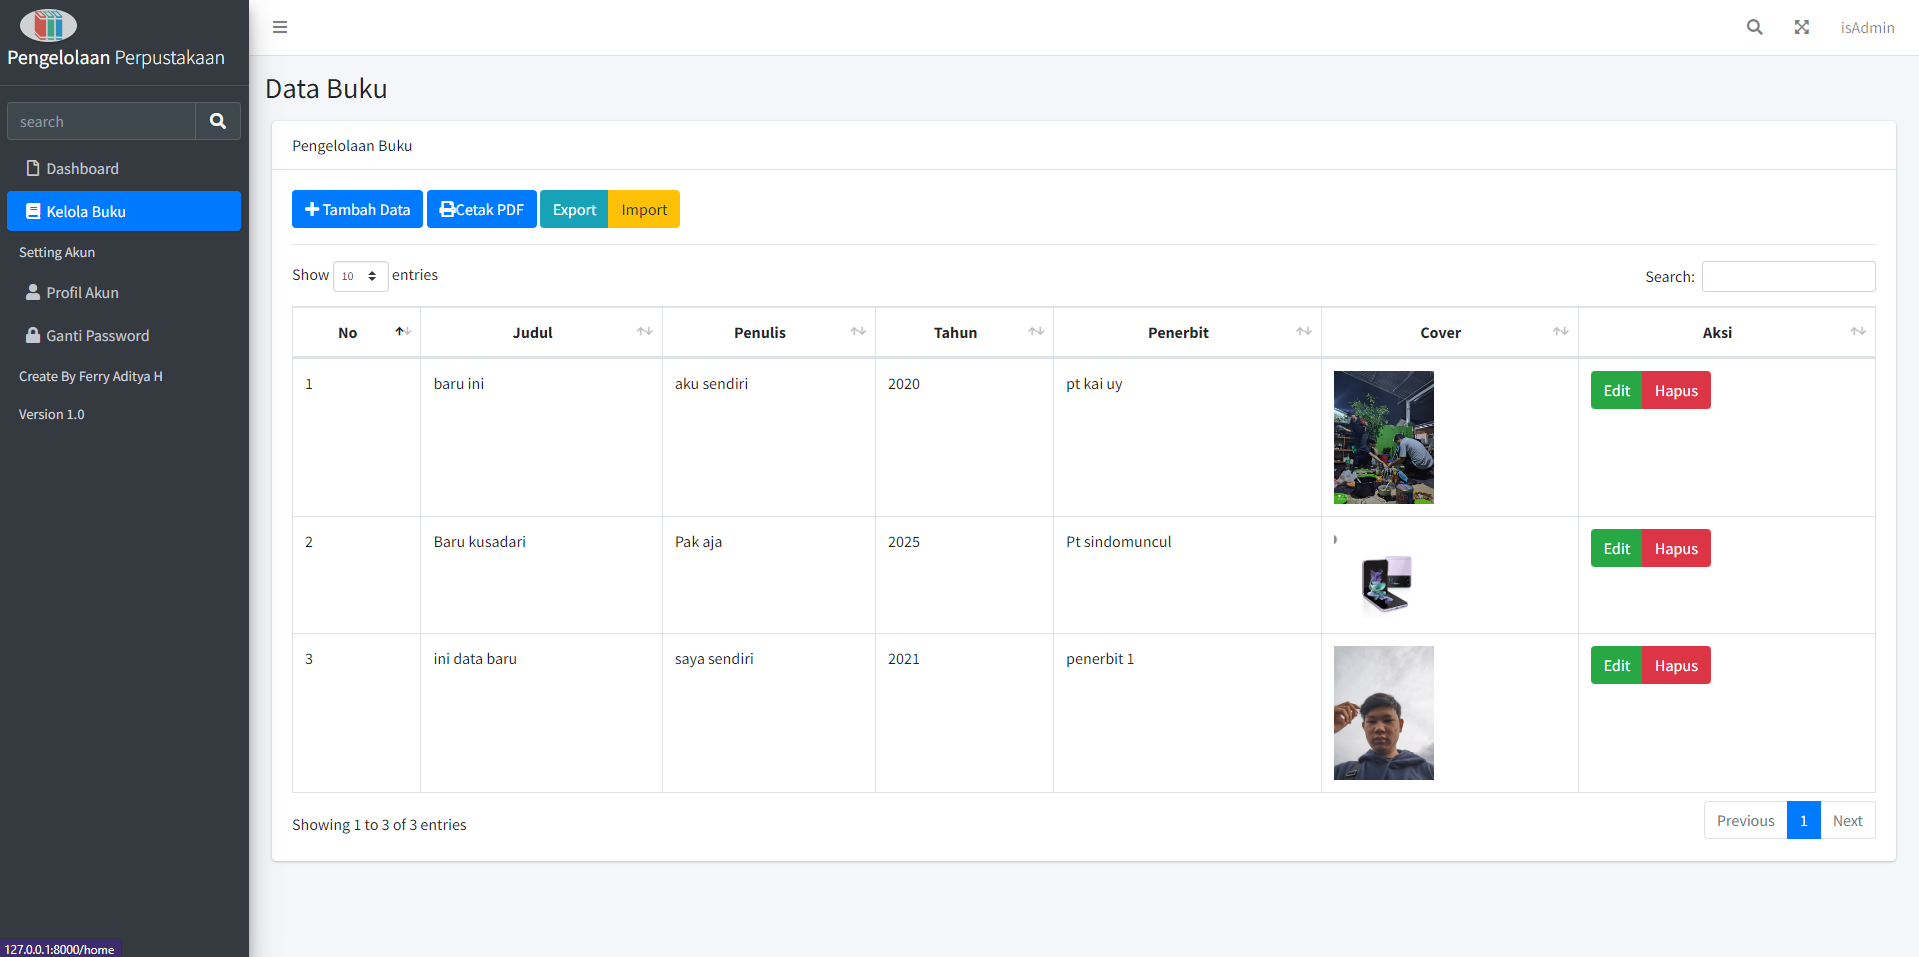 Pengelolaan Perpustakaan
search
Dashboard
Kelola Buku
Setting Akun
Profil Akun
Ganti Password
Create By Ferry Aditya H
Version 1.0
127.0.0.1:8000/home
isAdmin
Data Buku
Pengelolaan Buku
Tambah Data Cetak PDF Export Import
Show 10 entries Search:
No Judul Penulis Tahun Penerbit Cover Aksi
1 baru ini aku sendiri 2020 pt kai uy Edit Hapus
2 Baru kusadari Pak aja 2025 Pt sindomuncul Edit Hapus
3 ini data baru saya sendiri 2021 penerbit 1 Edit Hapus
Showing 1 to 3 of 3 entries Previous 1 Next